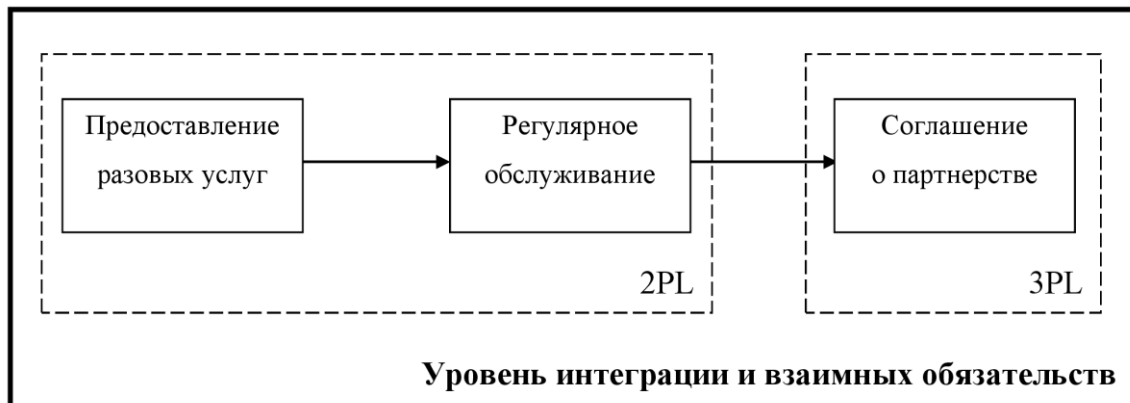 Предоставление
разовых услуг
Регулярное
обслуживание
Соглашение
о партнерстве
2PL
3PL
Уровень интеграции и взаимных обязательств